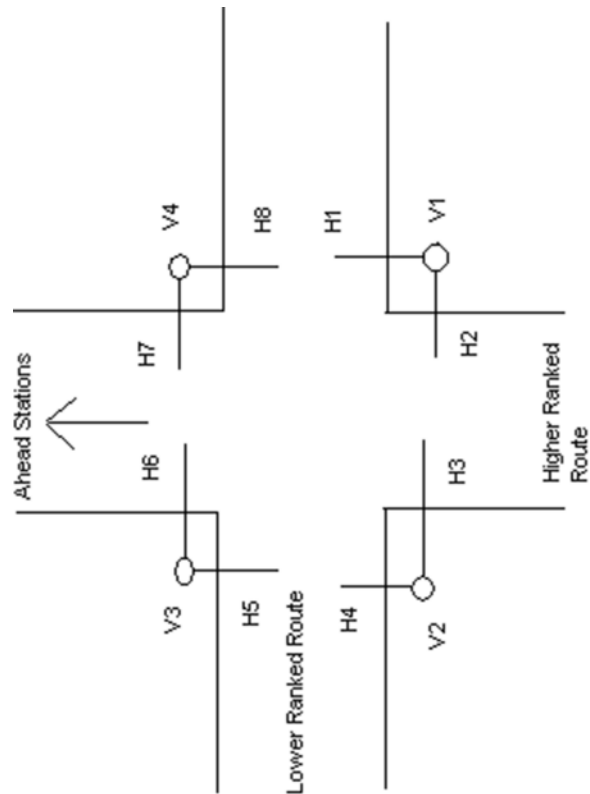 Ahead Stations
V4
H8
H7
H1
V1
H2
H6
V3
H5
H3
H4
V2
Lower Ranked Route
Higher Ranked
Route